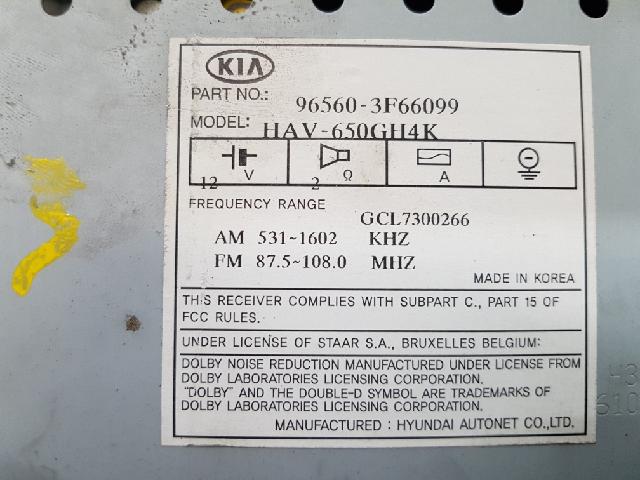 KIA
PART NO.: 96560-3F66099
MODEL: HAV-650GH4K
12 V 2 Ω A
FREQUENCY RANGE
GCL7300266
AM 531~1602 KHZ
FM 87.5~108.0 MHZ
MADE IN KOREA
THIS RECEIVER COMPLIES WITH SUBPART C., PART 15 OF
FCC RULES.
UNDER LICENSE OF STAAR S.A., BRUXELLES BELGIUM:
DOLBY NOISE REDUCTION MANUFACTURED UNDER LICENSE FROM
DOLBY LABORATORIES LICENSING CORPORATION.
"DOLBY" AND THE DOUBLE-D SYMBOL ARE TRADEMARKS OF
DOLBY LABORATORIES LICENSING CORPORATION.
MANUFACTURED : HYUNDAI AUTONET CO.,LTD.